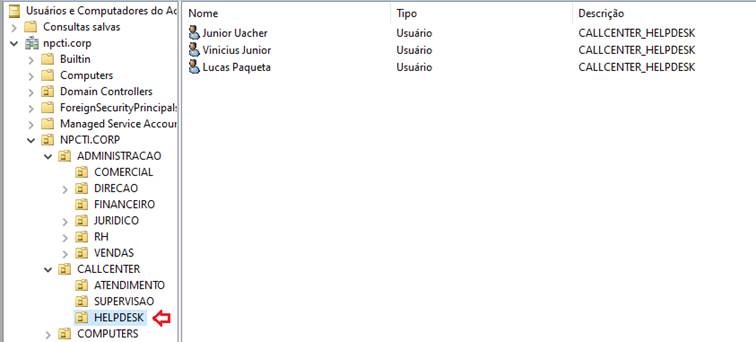 Usuários e Computadores do Ac
Consultas salvas
npcti.corp
Builtin
Computers
Domain Controllers
ForeignSecurityPrincipals
Managed Service Accour
NPCTI.CORP
ADMINISTRACAO
COMERCIAL
DIRECAO
FINANCEIRO
JURIDICO
RH
VENDAS
CALLCENTER
ATENDIMENTO
SUPERVISAO
HELPDESK
COMPUTERS
Nome Tipo Descrição
Junior Uacher Usuário CALLCENTER_HELPDESK
Vinicius Junior Usuário CALLCENTER_HELPDESK
Lucas Paqueta Usuário CALLCENTER_HELPDESK